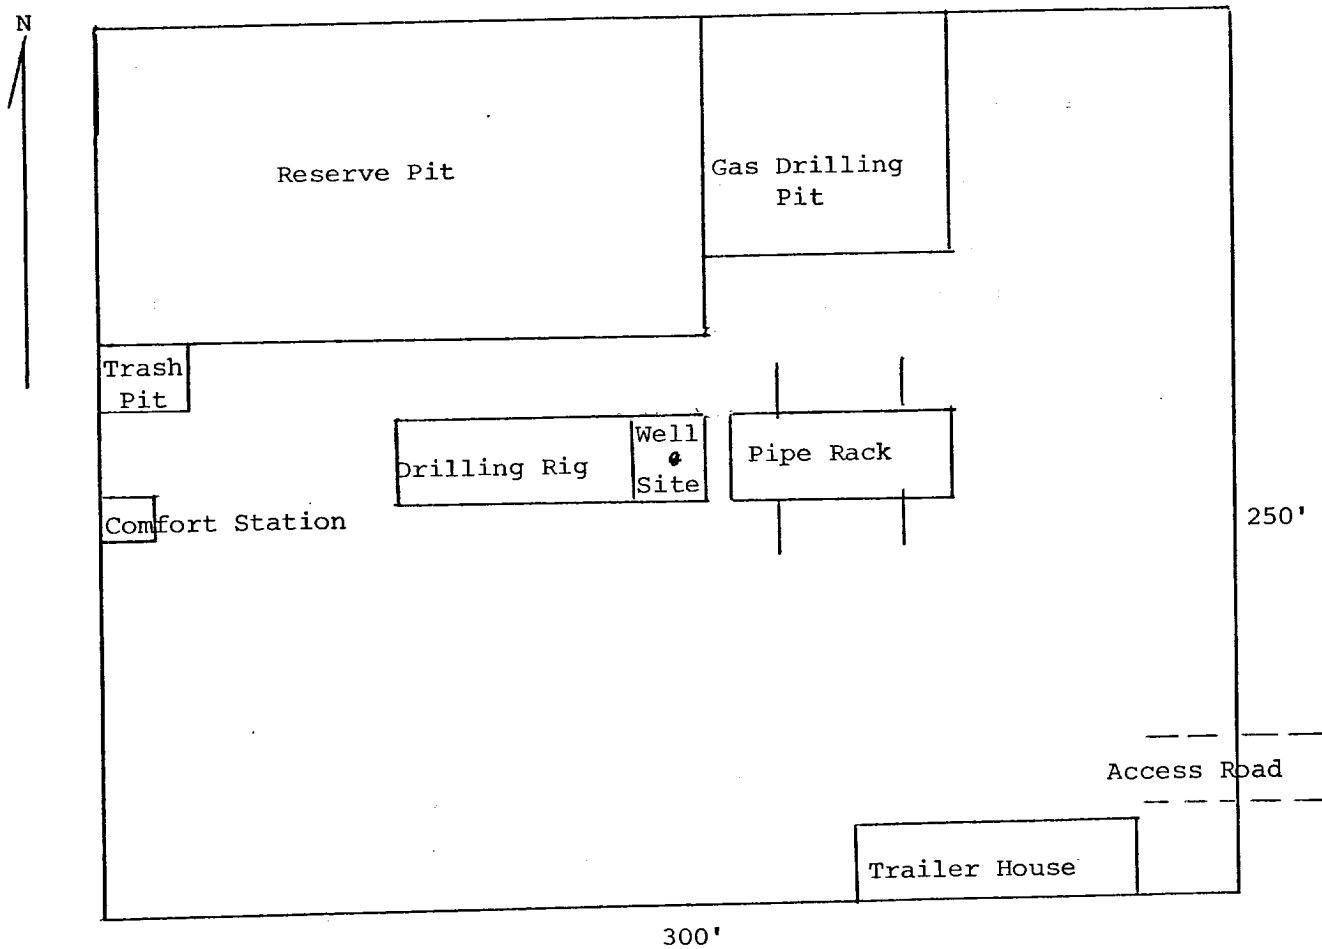 N
Reserve Pit
Gas Drilling
Pit
Trash
Pit
Drilling Rig
Well
Site
Pipe Rack
Comfort Station
250'
Access Road
Trailer House
300'